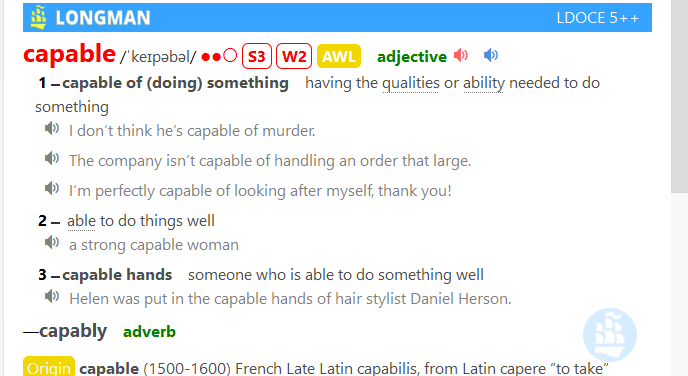 LONGMAN LDOCE 5++
capable /ˈkeɪpəbəl/ ●●○ S3 W2 AWL adjective
1 – capable of (doing) something having the qualities or ability needed to do
something
I don’t think he’s capable of murder.
The company isn’t capable of handling an order that large.
I’m perfectly capable of looking after myself, thank you!
2 – able to do things well
a strong capable woman
3 – capable hands someone who is able to do something well
Helen was put in the capable hands of hair stylist Daniel Herson.
—capably adverb
Origin capable (1500-1600) French Late Latin capabilis, from Latin capere “to take”